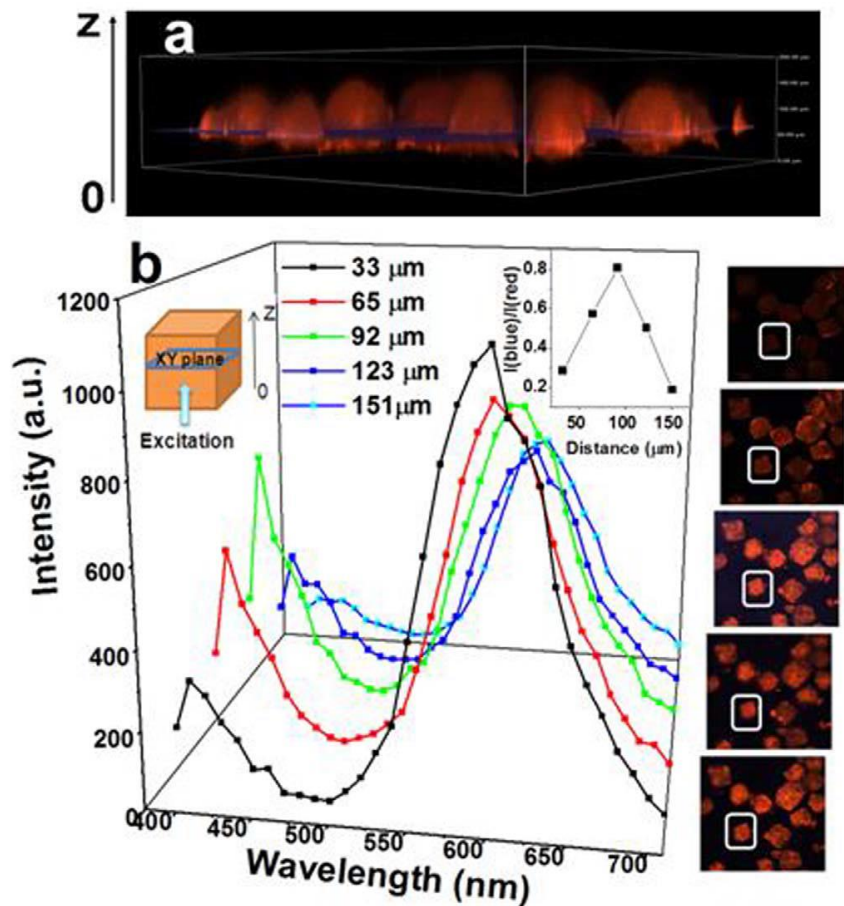 Z
a
0
b
1200
1000
800
600
400
200
0
Intensity (a.u.)
Z
XY plane
0
Excitation
33 μm
65 μm
92 μm
123 μm
151μm
I(blue)/I(red)
0.8
0.6
0.4
0.2
50 100 150
Distance (μm)
400 450 500 550 600 650 700
Wavelength (nm)